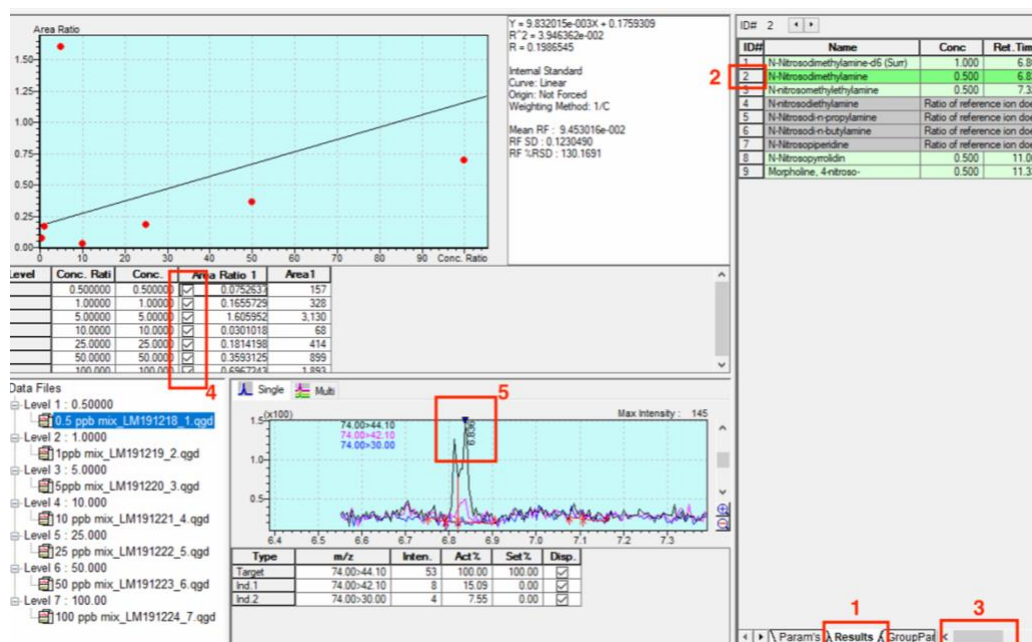 Area Ratio
1.50
1.25
1.00
0.75
0.50
0.25
0.00
0 10 20 30 40 50 60 70 80 90 Conc. Ratio
Y = 9.832015e-003X + 0.1759309
R^2 = 3.946362e-002
R = 0.1986545
Internal Standard
Curve: Linear
Origin: Not Forced
Weighting Method: 1/C
Mean RF : 9.453016e-002
RF SD : 0.1230490
RF %RSD : 130.1691
ID# 2
ID# Name Conc Ret.Tim
1 N-Nitrosodimethylamine-d6 (Surr) 1.000
2 N-Nitrosodimethylamine 0.500
3 N-nitrosomethylethylamine 0.500
4 N-nitrosodiethylamine Ratio of reference ion doe
5 N-Nitrosodi-n-propylamine Ratio of reference ion doe
6 N-Nitrosodi-n-butylamine Ratio of reference ion doe
7 N-Nitrosopiperidine Ratio of reference ion doe
8 N-Nitrosopyrrolidin 0.500 11.0
9 Morpholine, 4-nitroso- 0.500 11.3
2
Level Conc. Rati Conc. Area Ratio 1 Area1
0.500000 0.50000 0.0752637 157
1.00000 1.0000 0.1655729 328
5.00000 5.0000 1.605952 3,130
10.0000 10.000 0.0301018 68
25.0000 25.000 0.1814198 414
50.0000 50.000 0.3593125 899
100.000 100.00 0.6967243 1,893
4
Data Files
Level 1 : 0.50000
0.5 ppb mix_LM191218_1.qgd
Level 2 : 1.0000
1ppb mix_LM191219_2.qgd
Level 3 : 5.0000
5ppb mix_LM191220_3.qgd
Level 4 : 10.000
10 ppb mix_LM191221_4.qgd
Level 5 : 25.000
25 ppb mix_LM191222_5.qgd
Level 6 : 50.000
50 ppb mix_LM191223_6.qgd
Level 7 : 100.00
100 ppb mix_LM191224_7.qgd
Single Multi
5
(x100)
Max Intensity : 145
74.00>44.10
74.00>42.10
74.00>30.00
6.836
1.5
1.0
0.5
6.4 6.5 6.6 6.7 6.8 6.9 7.0 7.1 7.2 7.3
Type m/z Inten. Act% Set% Disp.
Target 74.00>44.10 53 100.00 100.00
Ind.1 74.00>42.10 8 15.09 0.00
Ind.2 74.00>30.00 4 7.55 0.00
1
3
Param's Results GroupPar